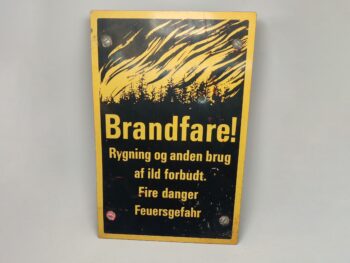 Brandfare!
Rygning og anden brug
af ild forbudt.
Fire danger
Feuersgefahr